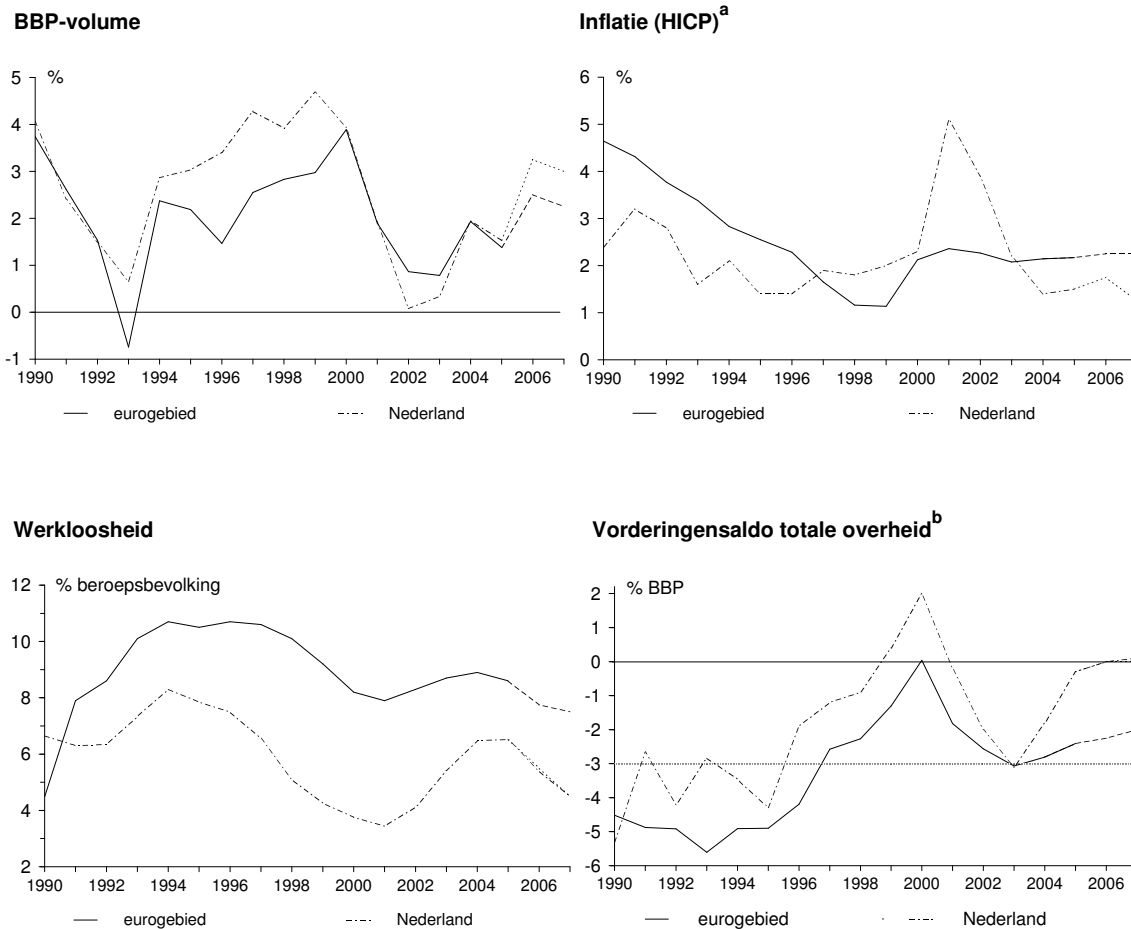 BBP-volume
%
5
4
3
2
1
0
-1
1990 1992 1994 1996 1998 2000 2002 2004 2006
eurogebied Nederland
Inflatie (HICP)a
%
6
5
4
3
2
1
0
1990 1992 1994 1996 1998 2000 2002 2004 2006
eurogebied Nederland
Werkloosheid
% beroepsbevolking
12
10
8
6
4
2
1990 1992 1994 1996 1998 2000 2002 2004 2006
eurogebied Nederland
Vorderingensaldo totale overheidb
% BBP
2
1
0
-1
-2
-3
-4
-5
-6
1990 1992 1994 1996 1998 2000 2002 2004 2006
eurogebied Nederland